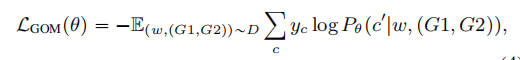 ℒ_GOM(θ) = −𝔼_(w,(G1,G2))∼D ∑_c y_c log P_θ(c′|w, (G1, G2)),